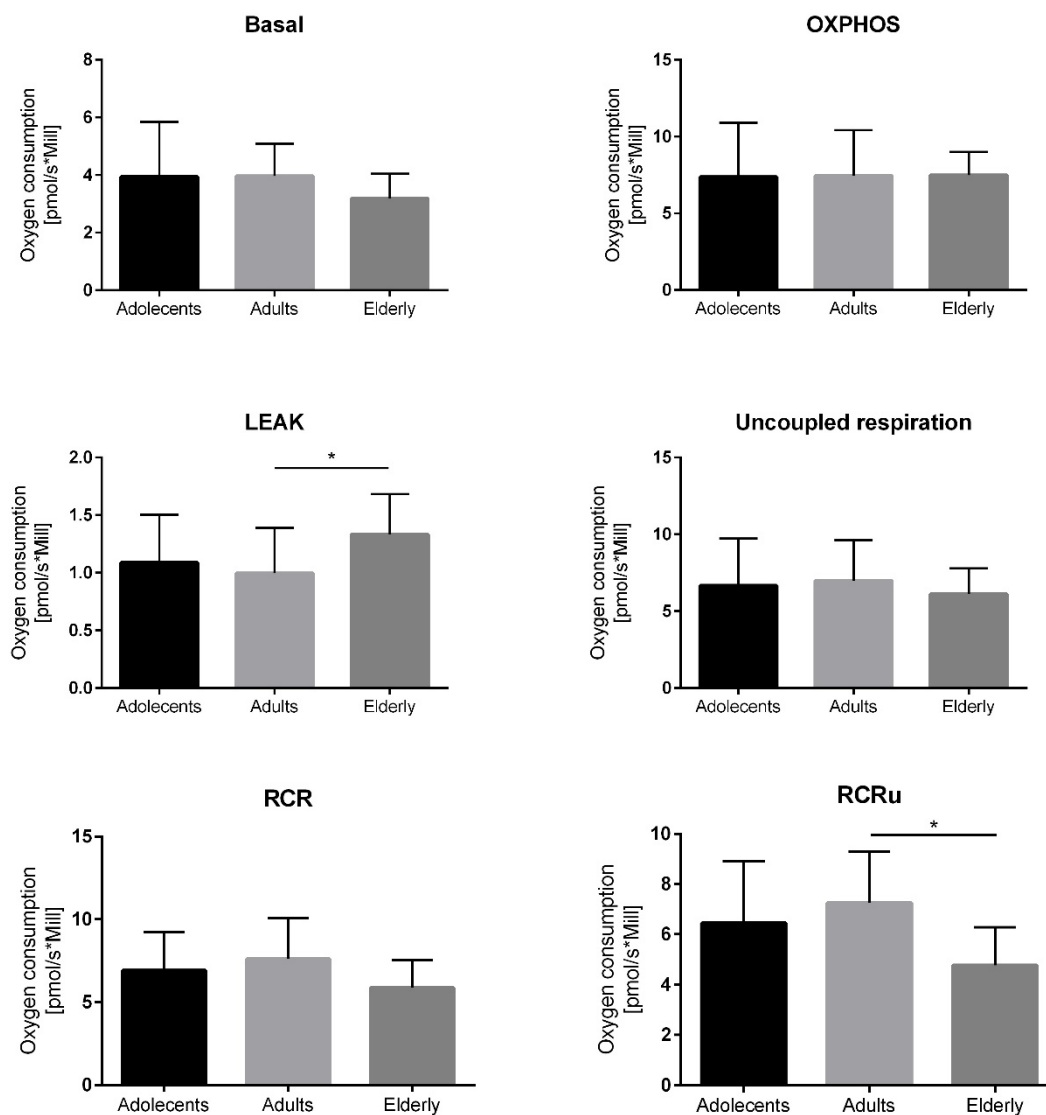 Basal
Oxygen consumption
[pmol/s*Mill]
8
6
4
2
0
Adolecents Adults Elderly
OXPHOS
Oxygen consumption
[pmol/s*Mill]
15
10
5
0
Adolecents Adults Elderly
LEAK
Oxygen consumption
[pmol/s*Mill]
2.0
1.5
1.0
0.5
0.0
*
Adolecents Adults Elderly
Uncoupled respiration
Oxygen consumption
[pmol/s*Mill]
15
10
5
0
Adolecents Adults Elderly
RCR
Oxygen consumption
[pmol/s*Mill]
15
10
5
0
Adolecents Adults Elderly
RCRu
Oxygen consumption
[pmol/s*Mill]
10
8
6
4
2
0
*
Adolecents Adults Elderly